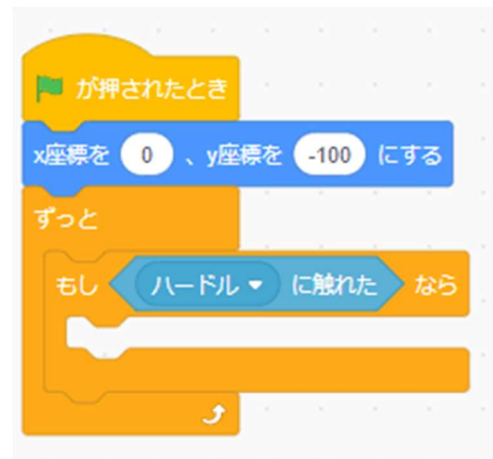 が押されたとき
x座標を 0 、y座標を -100 にする
ずっと
もし ハードル に触れた なら